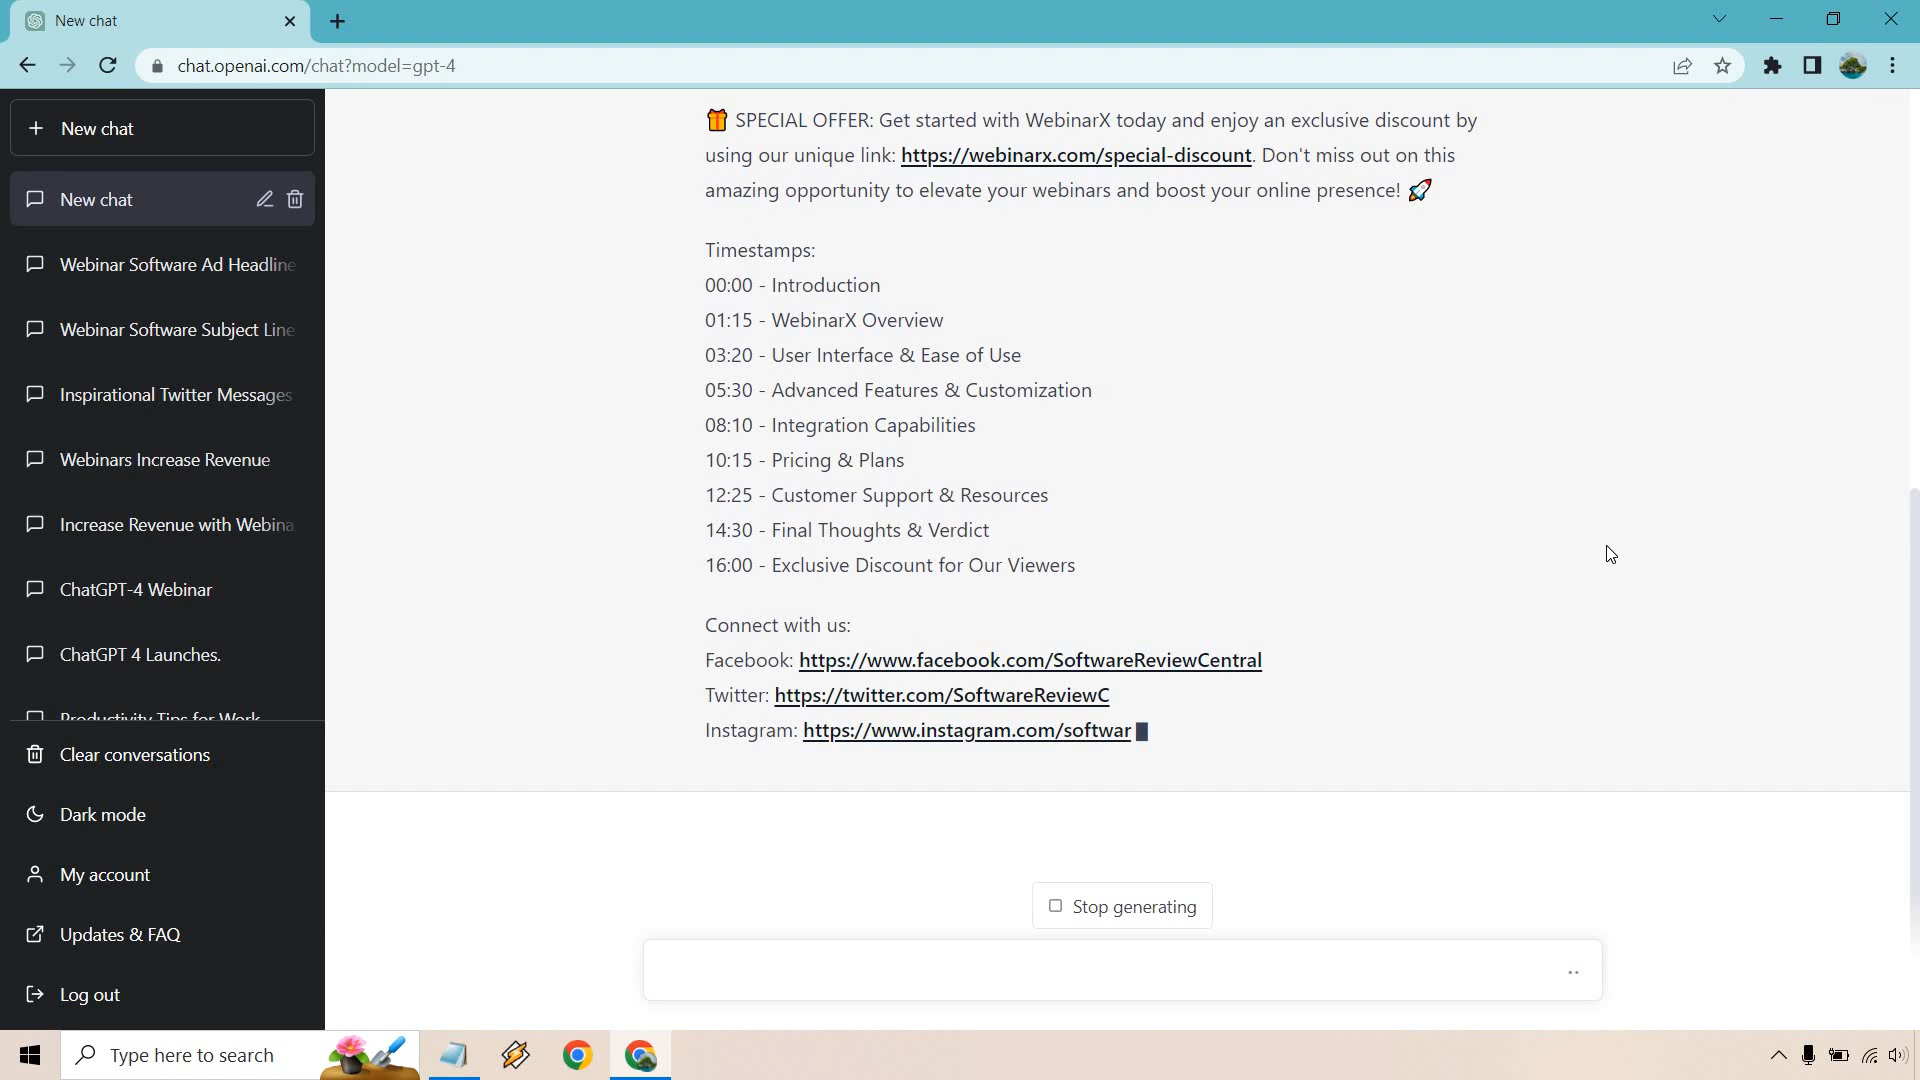 New chat
chat.openai.com/chat?model=gpt-4
New chat
New chat
Webinar Software Ad Headline
Webinar Software Subject Line
Inspirational Twitter Messages
Webinars Increase Revenue
Increase Revenue with Webina
ChatGPT-4 Webinar
ChatGPT 4 Launches.
Productivity Tips for Work
Clear conversations
Dark mode
My account
Updates & FAQ
Log out
🎁 SPECIAL OFFER: Get started with WebinarX today and enjoy an exclusive discount by
using our unique link: https://webinarx.com/special-discount. Don't miss out on this
amazing opportunity to elevate your webinars and boost your online presence! 🚀
Timestamps:
00:00 - Introduction
01:15 - WebinarX Overview
03:20 - User Interface & Ease of Use
05:30 - Advanced Features & Customization
08:10 - Integration Capabilities
10:15 - Pricing & Plans
12:25 - Customer Support & Resources
14:30 - Final Thoughts & Verdict
16:00 - Exclusive Discount for Our Viewers
Connect with us:
Facebook: https://www.facebook.com/SoftwareReviewCentral
Twitter: https://twitter.com/SoftwareReviewC
Instagram: https://www.instagram.com/softwar
Stop generating
Type here to search